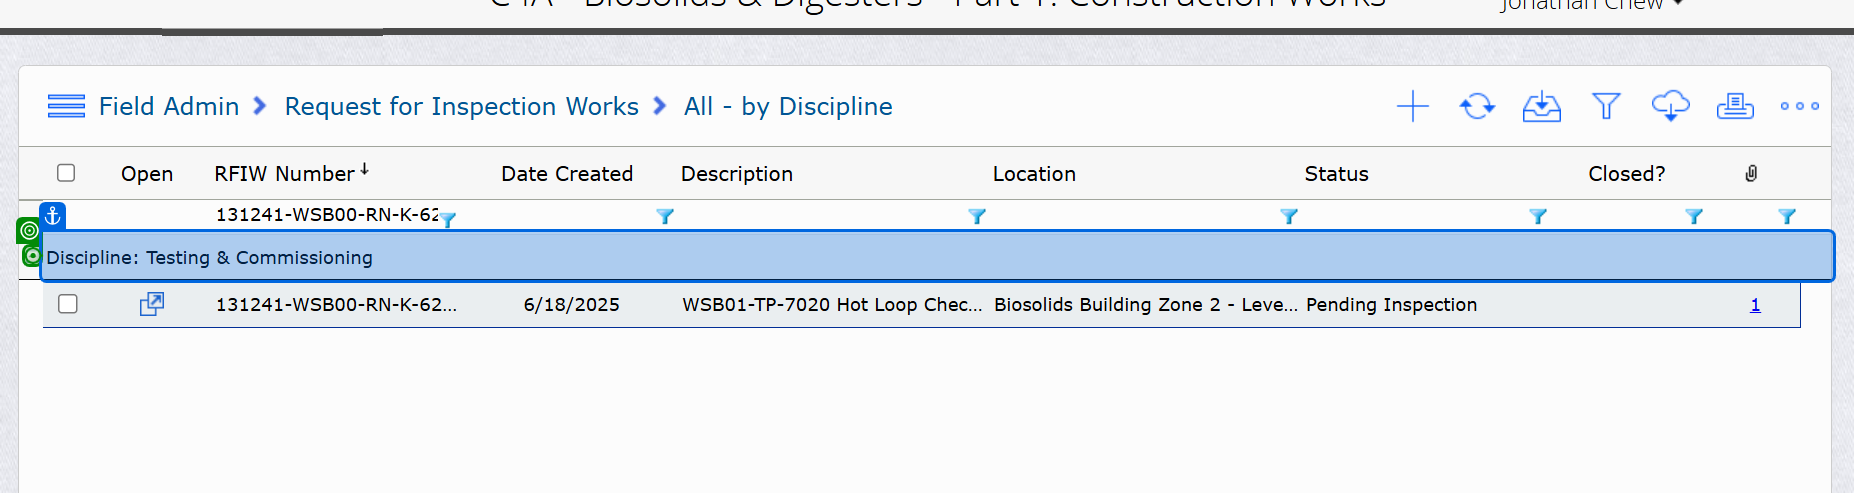 C4A - Biosolids & Digesters - Part 1: Construction Works
Jonathan Chew
Field Admin > Request for Inspection Works > All - by Discipline
Open RFIW Number Date Created Description Location Status Closed?
131241-WSB00-RN-K-62
Discipline: Testing & Commissioning
131241-WSB00-RN-K-62... 6/18/2025 WSB01-TP-7020 Hot Loop Chec... Biosolids Building Zone 2 - Leve... Pending Inspection 1